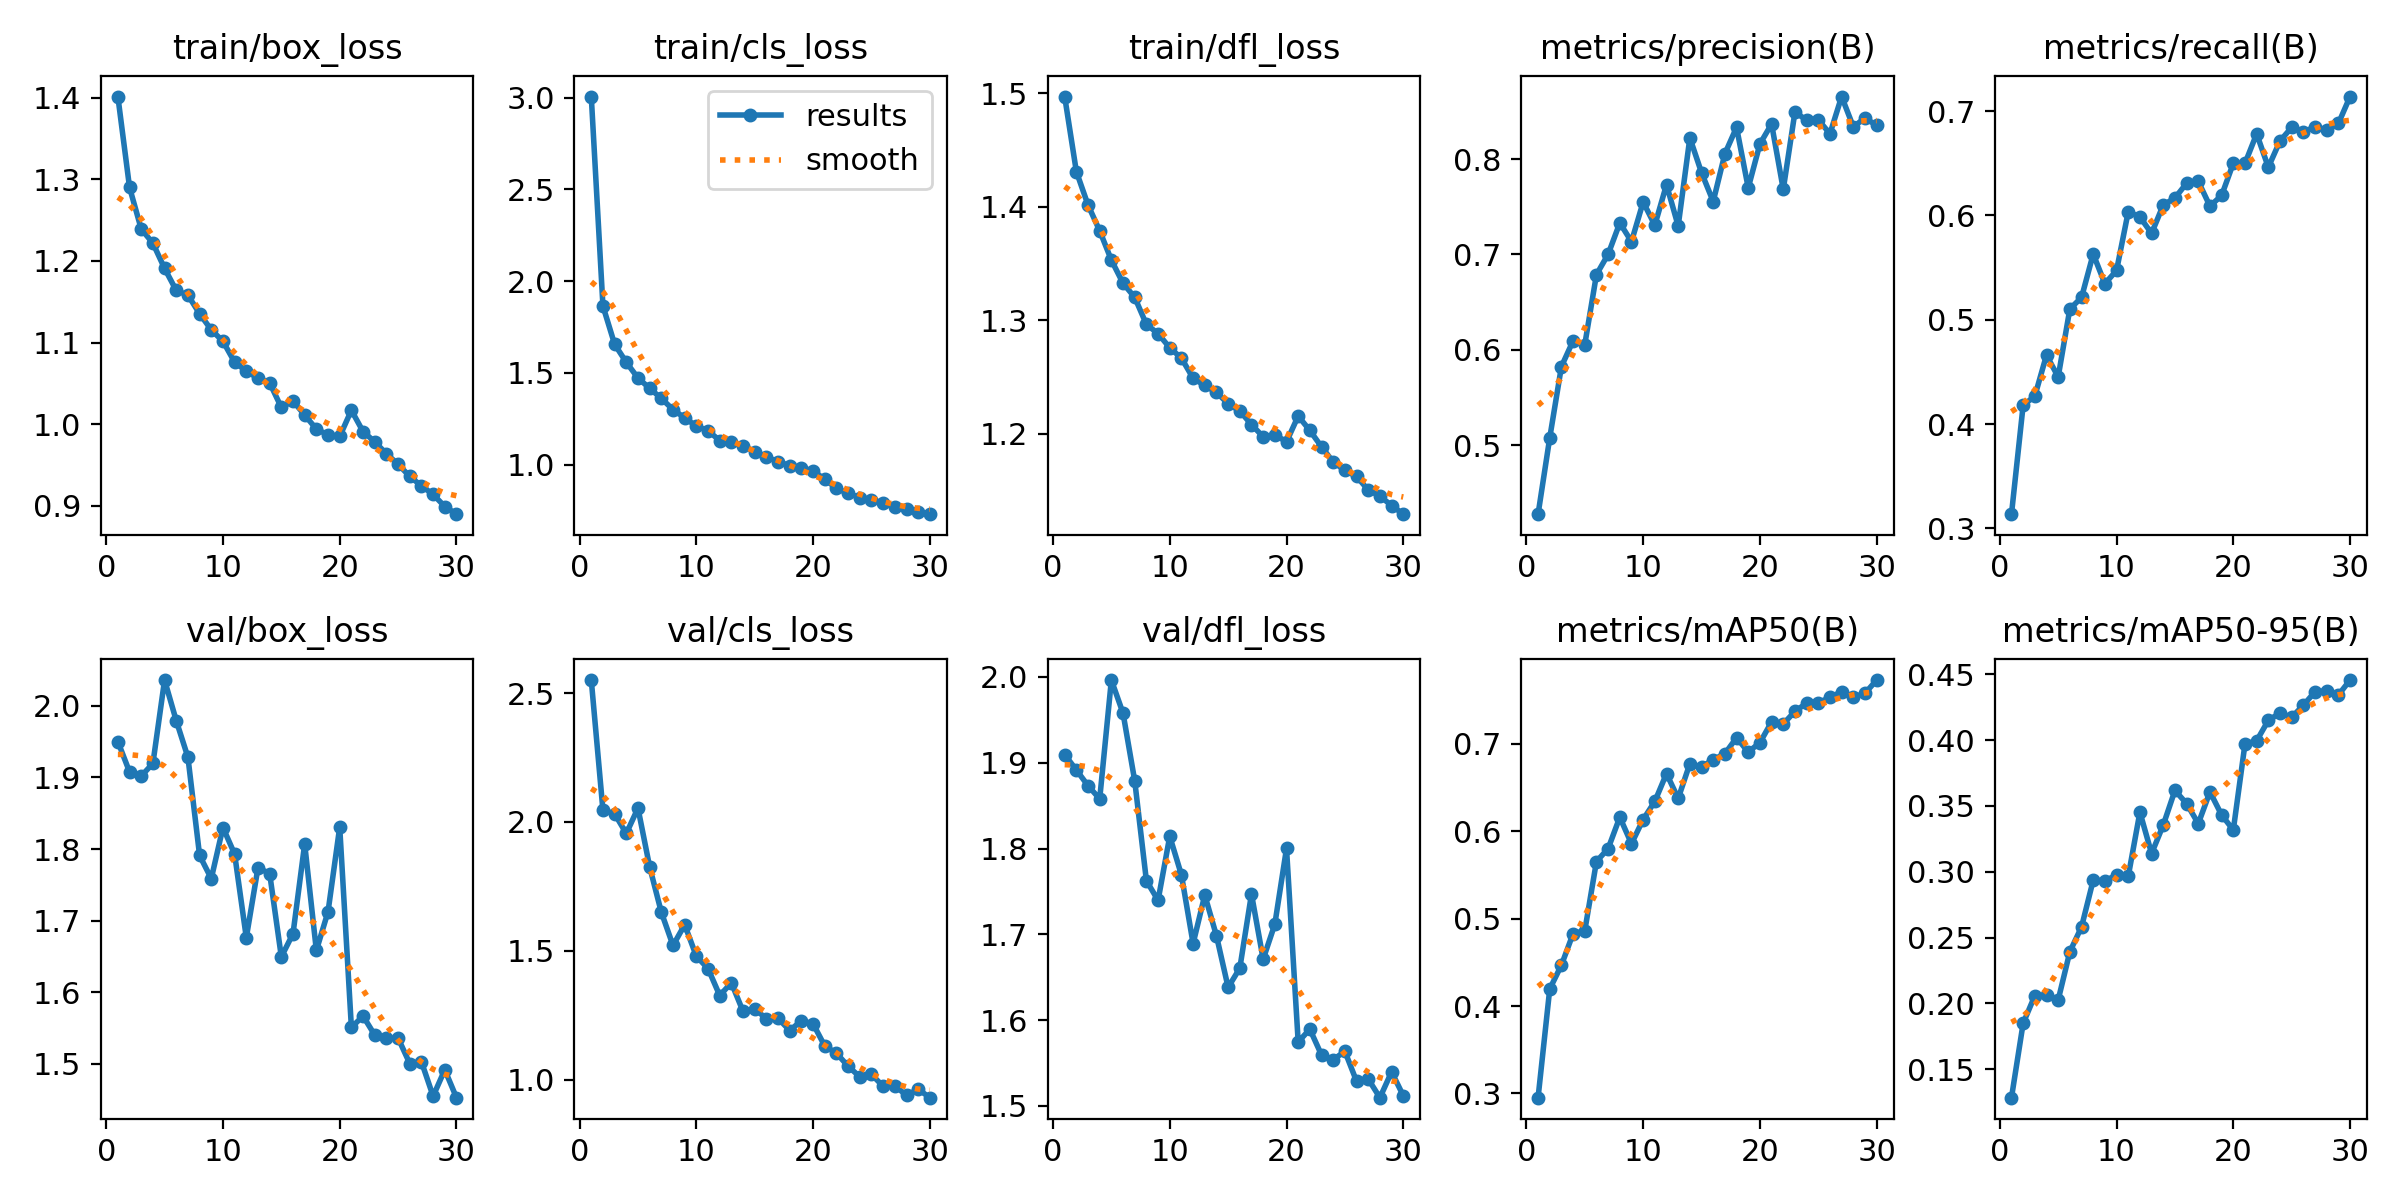 train/box_loss
1.4
1.3
1.2
1.1
1.0
0.9
0 10 20 30
train/cls_loss
results
smooth
3.0
2.5
2.0
1.5
1.0
0 10 20 30
train/dfl_loss
1.5
1.4
1.3
1.2
0 10 20 30
metrics/precision(B)
0.8
0.7
0.6
0.5
0 10 20 30
metrics/recall(B)
0.7
0.6
0.5
0.4
0.3
0 10 20 30
val/box_loss
2.0
1.9
1.8
1.7
1.6
1.5
0 10 20 30
val/cls_loss
2.5
2.0
1.5
1.0
0 10 20 30
val/dfl_loss
2.0
1.9
1.8
1.7
1.6
1.5
0 10 20 30
metrics/mAP50(B)
0.7
0.6
0.5
0.4
0.3
0 10 20 30
metrics/mAP50-95(B)
0.45
0.40
0.35
0.30
0.25
0.20
0.15
0 10 20 30